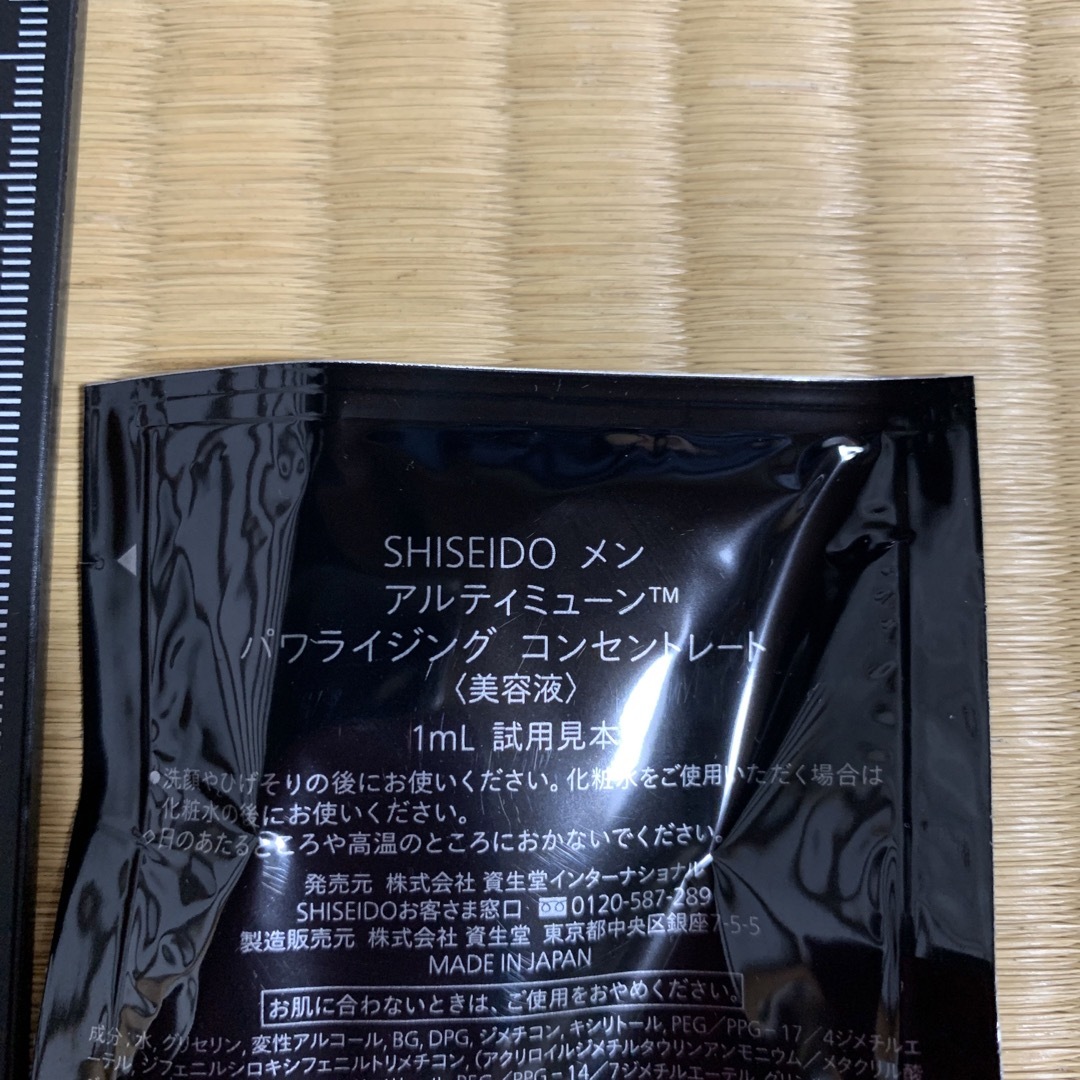 SHISEIDO メン
アルティミューン™
パワライジング コンセントレート
〈美容液〉
1mL 試用見本
●洗顔やひげそりの後にお使いください。化粧水をご使用いただく場合は
化粧水の後にお使いください。
◇日のあたるところや高温のところにおかないでください。
発売元 株式会社 資生堂インターナショナル
SHISEIDOお客さま窓口 0120-587-289
製造販売元 株式会社 資生堂 東京都中央区銀座7-5-5
MADE IN JAPAN
お肌に合わないときは、ご使用をおやめください。
成分:水, グリセリン, 変性アルコール, BG, DPG, ジメチコン, キシリトール, PEG／PPG－17／4ジメチルエ
ーテル, ジフェニルシロキシフェニルトリメチコン, (アクリロイルジメチルタウリンアンモニウム／メタクリル酸
PEG／PPG－14／7ジメチルエーテル,